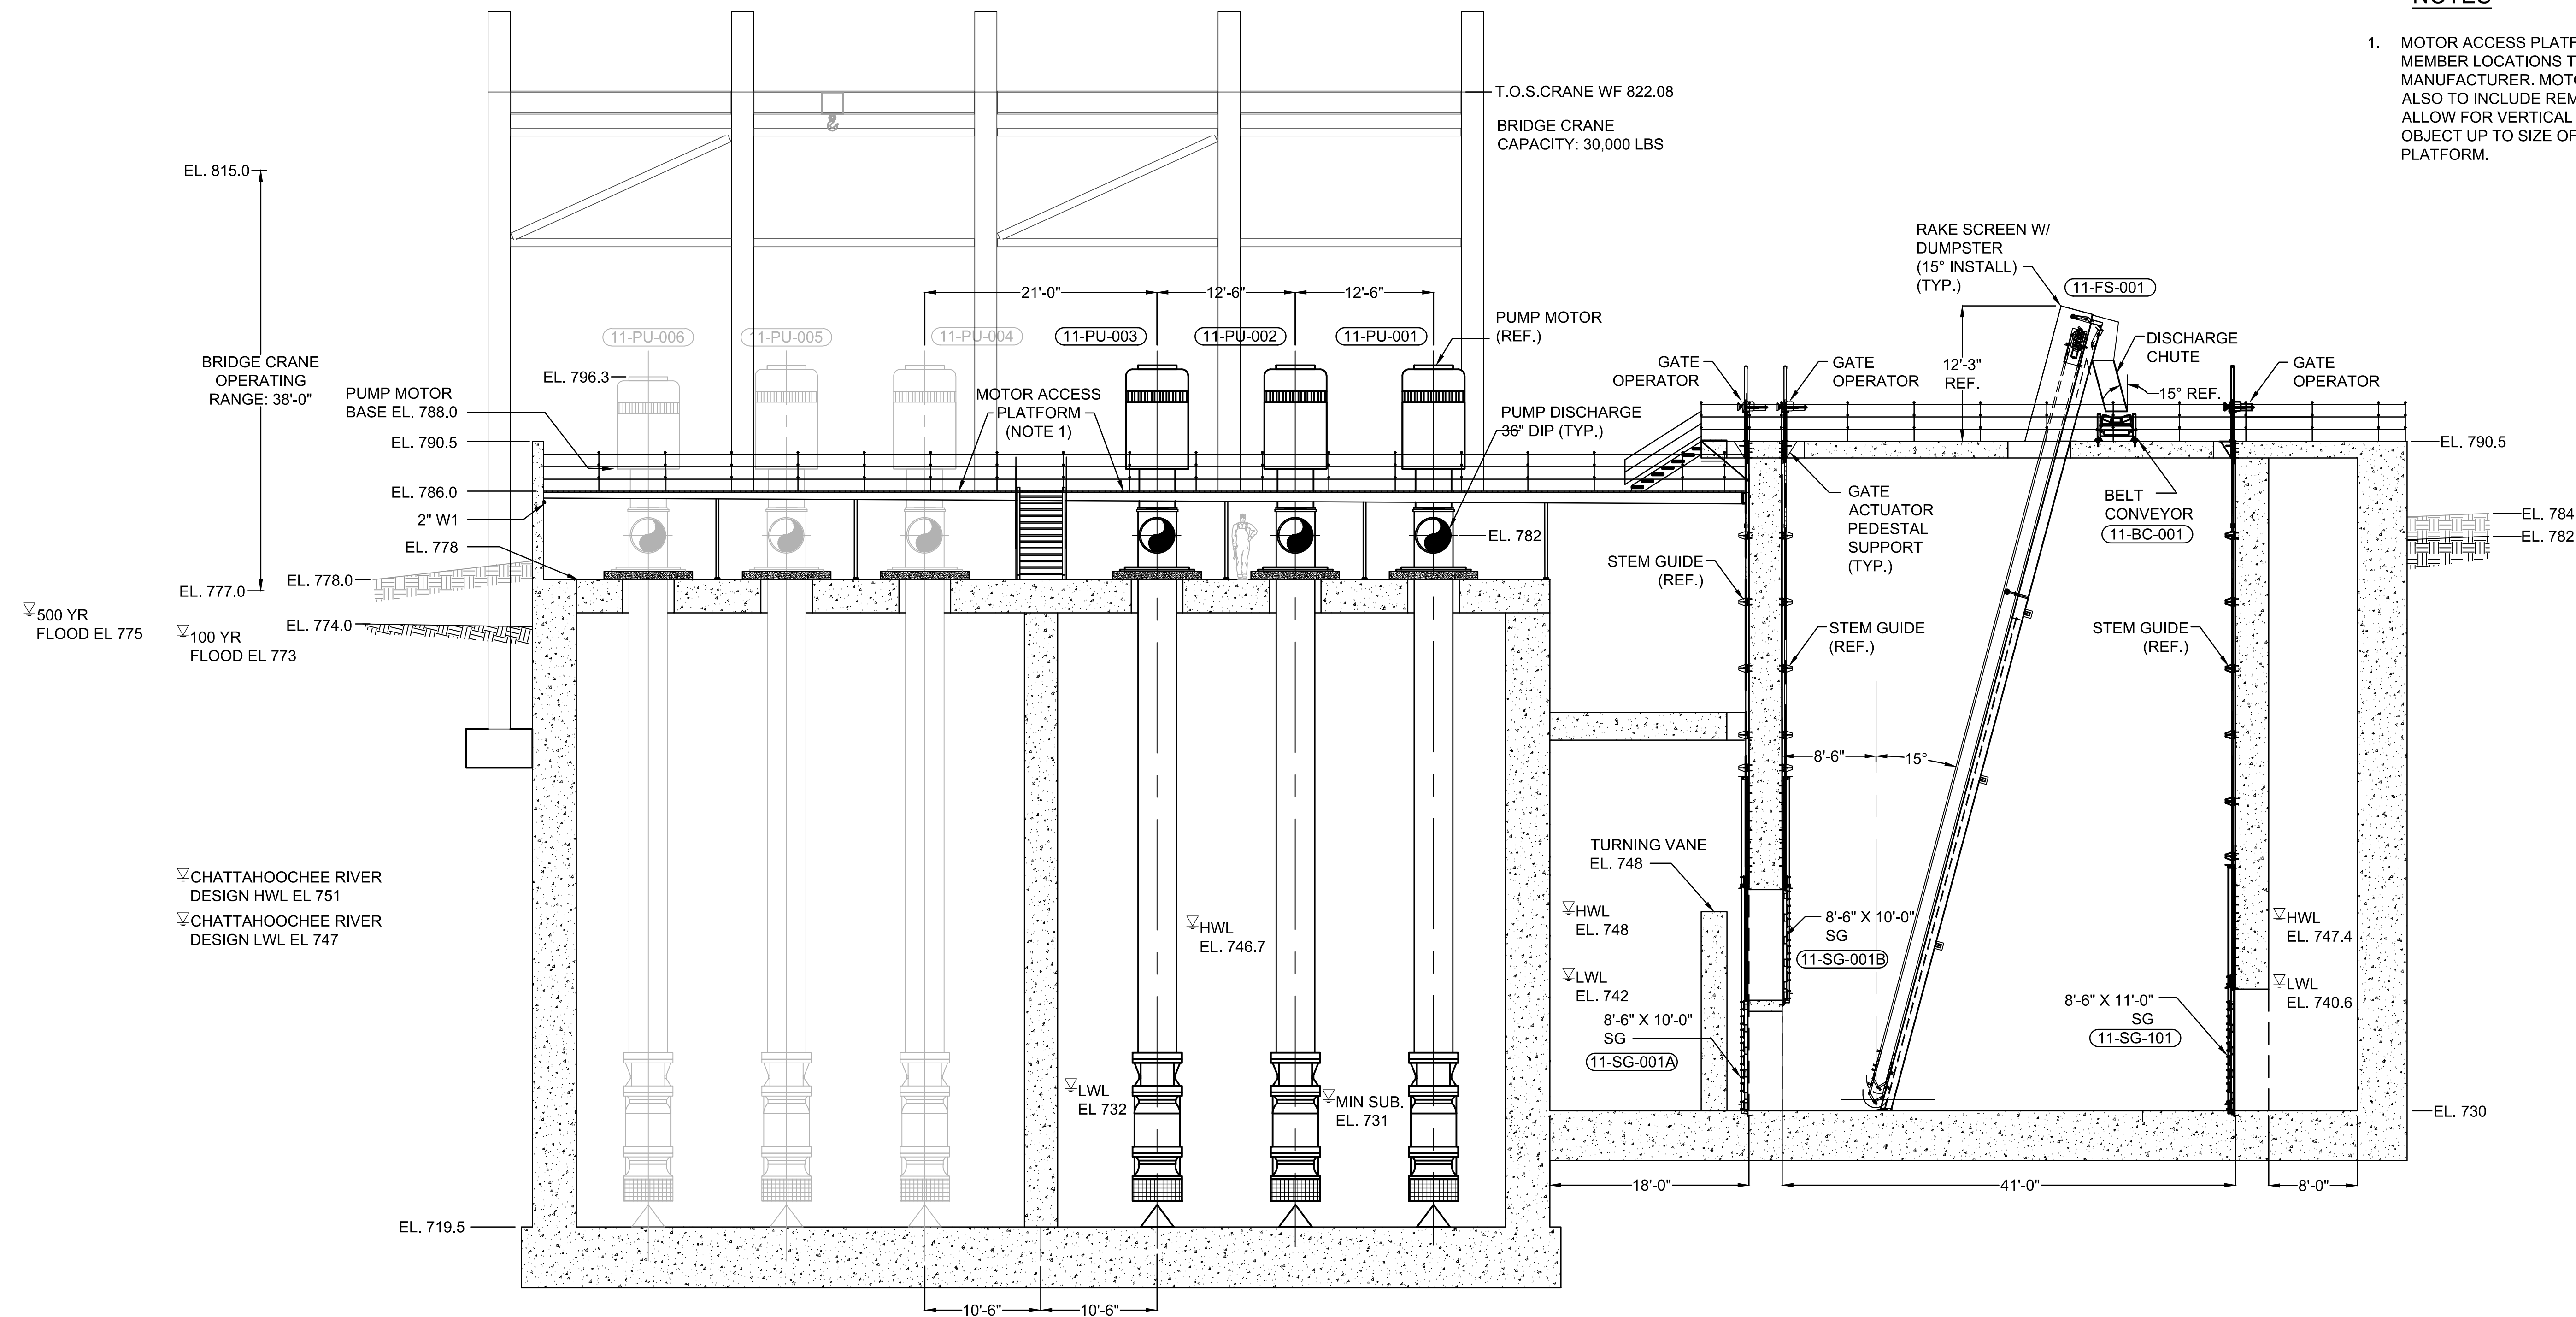 NOTES
1. MOTOR ACCESS PLATF
MEMBER LOCATIONS T
MANUFACTURER. MOT
ALSO TO INCLUDE REM
ALLOW FOR VERTICAL
OBJECT UP TO SIZE OF
PLATFORM.
T.O.S.CRANE WF 822.08
BRIDGE CRANE
CAPACITY: 30,000 LBS
EL. 815.0
BRIDGE CRANE
OPERATING
RANGE: 38'-0"
EL. 777.0
21'-0"
12'-6"
12'-6"
11-PU-006
11-PU-005
11-PU-004
11-PU-003
11-PU-002
11-PU-001
PUMP MOTOR
(REF.)
EL. 796.3
PUMP MOTOR
BASE EL. 788.0
EL. 790.5
EL. 786.0
2" W1
EL. 778
EL. 778.0
EL. 774.0
500 YR
FLOOD EL 775
100 YR
FLOOD EL 773
MOTOR ACCESS
PLATFORM
(NOTE 1)
PUMP DISCHARGE
36" DIP (TYP.)
EL. 782
RAKE SCREEN W/
DUMPSTER
(15° INSTALL)
(TYP.)
11-FS-001
DISCHARGE
CHUTE
GATE
OPERATOR
GATE
OPERATOR
12'-3"
REF.
15° REF.
GATE
OPERATOR
EL. 790.5
GATE
ACTUATOR
PEDESTAL
SUPPORT
(TYP.)
BELT
CONVEYOR
11-BC-001
EL. 784
EL. 782
STEM GUIDE
(REF.)
STEM GUIDE
(REF.)
STEM GUIDE
(REF.)
8'-6"
15°
TURNING VANE
EL. 748
CHATTAHOOCHEE RIVER
DESIGN HWL EL 751
CHATTAHOOCHEE RIVER
DESIGN LWL EL 747
HWL
EL. 746.7
HWL
EL. 748
8'-6" X 10'-0"
SG
11-SG-001B
HWL
EL. 747.4
LWL
EL. 742
LWL
EL. 740.6
8'-6" X 10'-0"
SG
11-SG-001A
8'-6" X 11'-0"
SG
11-SG-101
LWL
EL 732
MIN SUB.
EL. 731
EL. 730
18'-0"
41'-0"
8'-0"
EL. 719.5
10'-6"
10'-6"